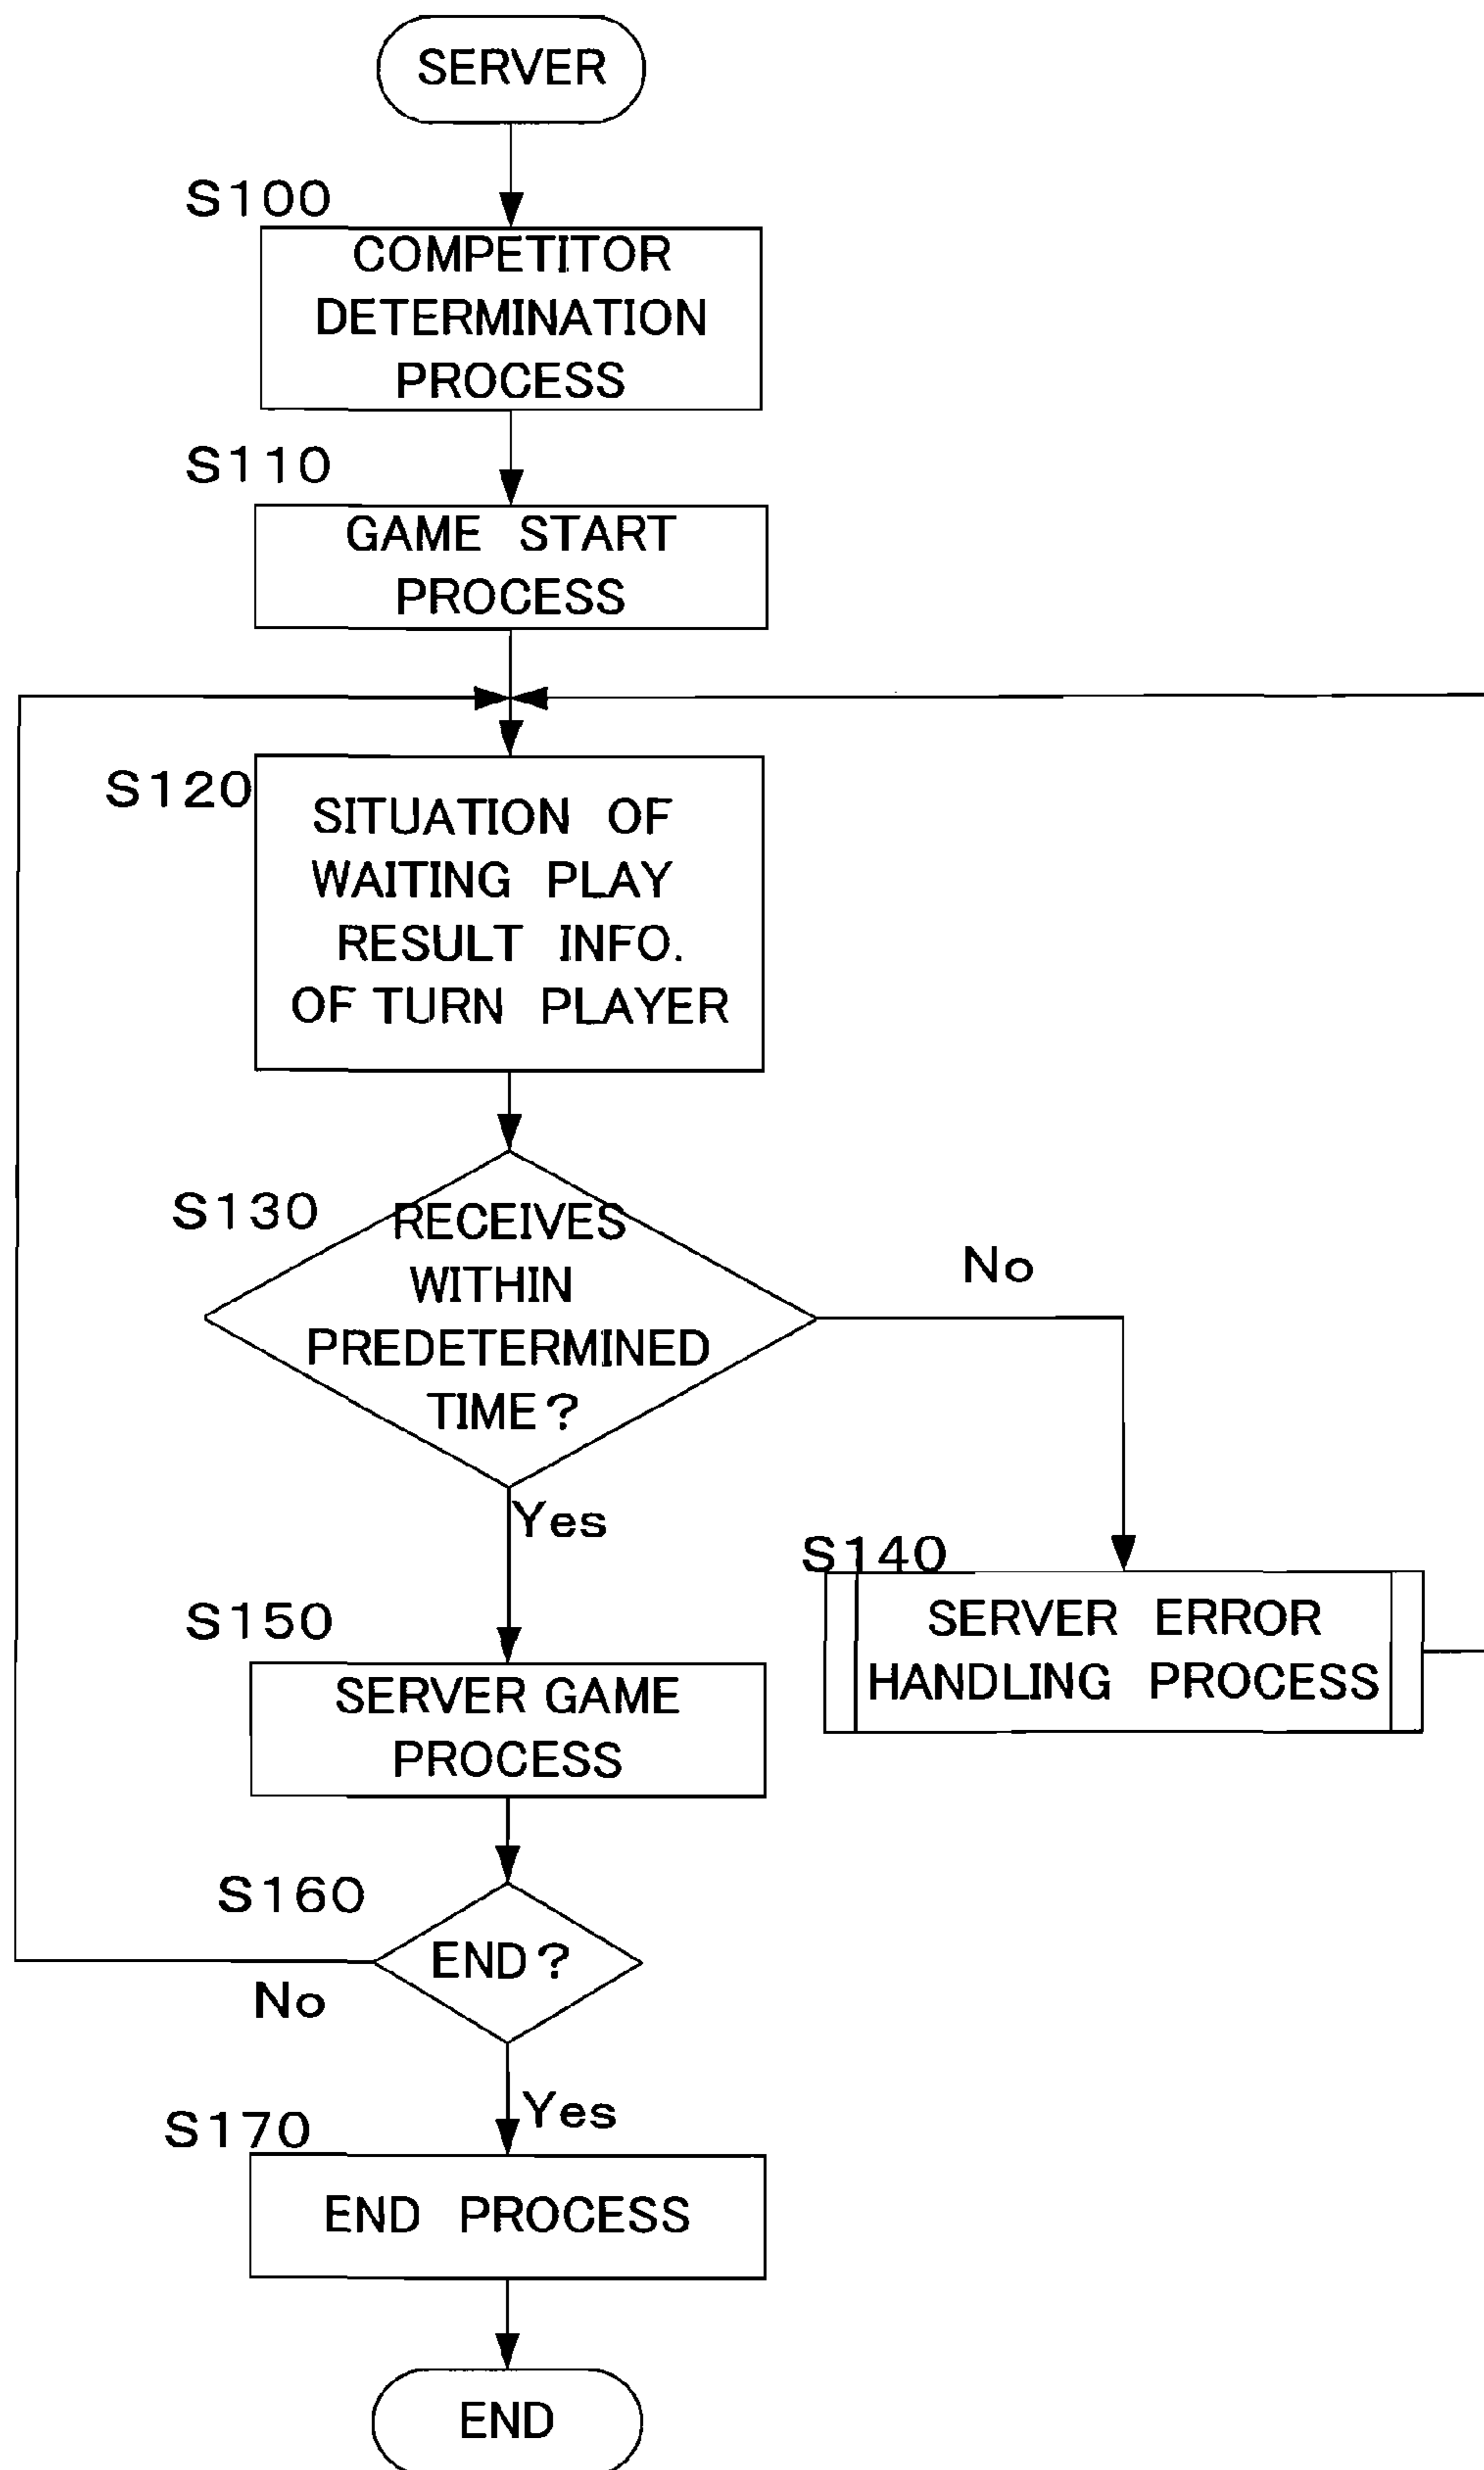 SERVER
S100
COMPETITOR
DETERMINATION
PROCESS
S110
GAME START
PROCESS
S120
SITUATION OF
WAITING PLAY
RESULT INFO.
OF TURN PLAYER
S130
RECEIVES
WITHIN
PREDETERMINED
TIME?
No
Yes
S140
SERVER ERROR
HANDLING PROCESS
S150
SERVER GAME
PROCESS
S160
END?
No
Yes
S170
END PROCESS
END